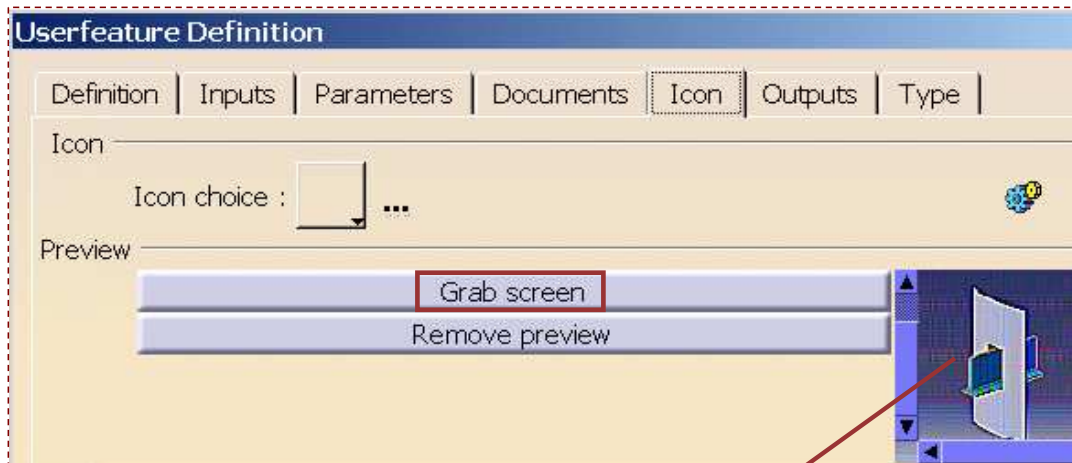 Userfeature Definition
Definition Inputs Parameters Documents Icon Outputs Type
Icon
Icon choice : ...
Preview
Grab screen
Remove preview